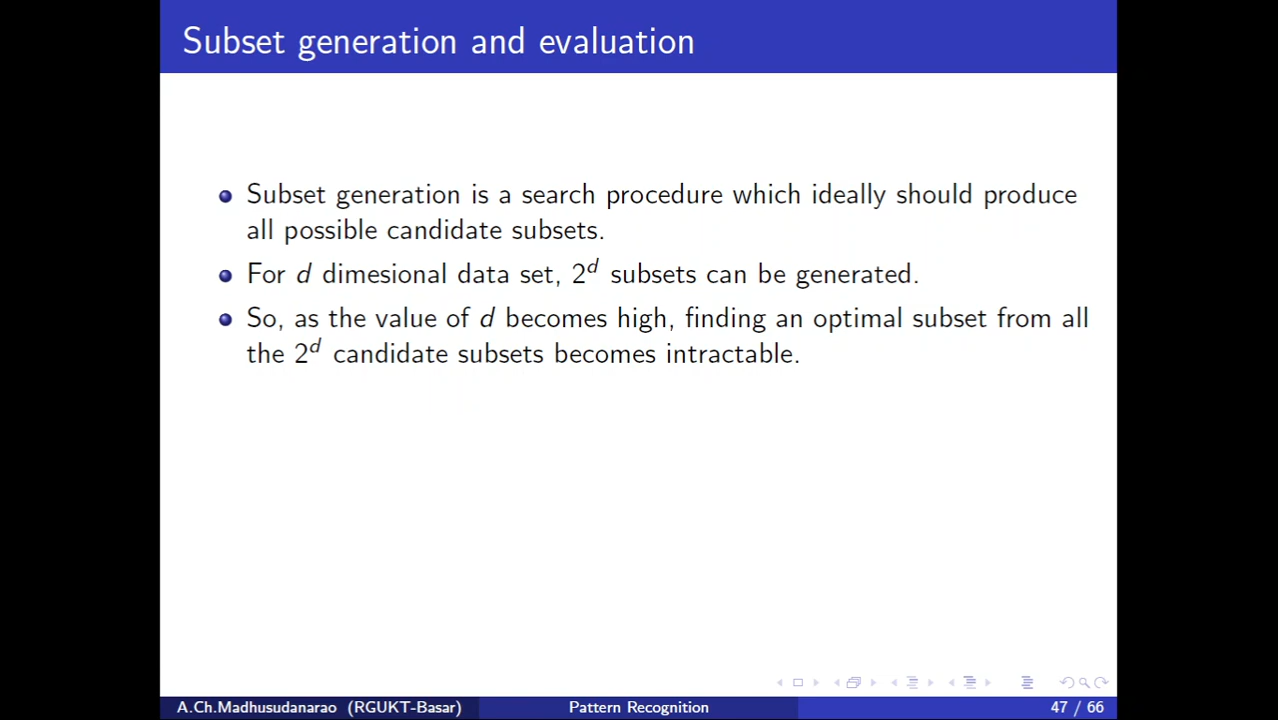 Subset generation and evaluation
Subset generation is a search procedure which ideally should produce
all possible candidate subsets.
For d dimesional data set, 2^d subsets can be generated.
So, as the value of d becomes high, finding an optimal subset from all
the 2^d candidate subsets becomes intractable.
A.Ch.Madhusudanarao (RGUKT-Basar) Pattern Recognition 47 / 66